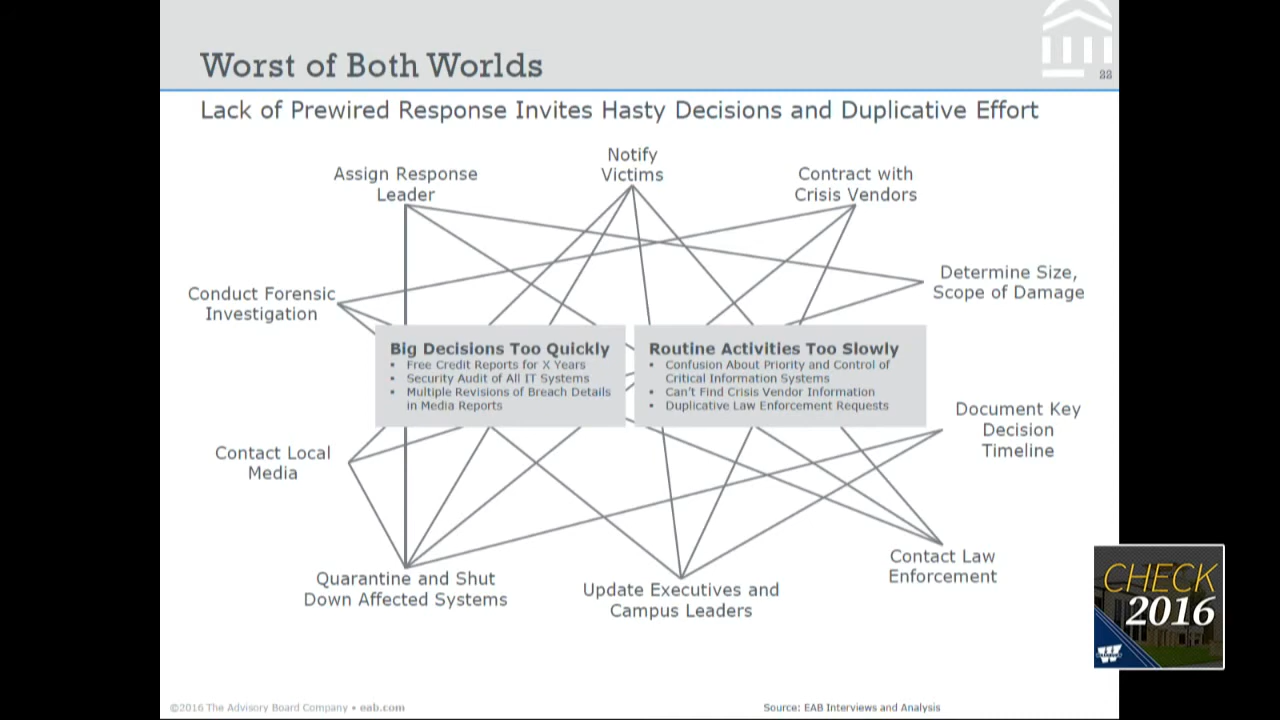 Worst of Both Worlds
Lack of Prewired Response Invites Hasty Decisions and Duplicative Effort
Notify
Victims
Assign Response
Leader
Contract with
Crisis Vendors
Determine Size,
Scope of Damage
Conduct Forensic
Investigation
Big Decisions Too Quickly
• Free Credit Reports for X Years
• Security Audit of All IT Systems
• Multiple Revisions of Breach Details
in Media Reports
Routine Activities Too Slowly
• Confusion About Priority and Control of
Critical Information Systems
• Can't Find Crisis Vendor Information
• Duplicative Law Enforcement Requests
Document Key
Decision
Timeline
Contact Local
Media
Contact Law
Enforcement
Quarantine and Shut
Down Affected Systems
Update Executives and
Campus Leaders
CHECK
2016
W
©2016 The Advisory Board Company • eab.com
Source: EAB Interviews and Analysis